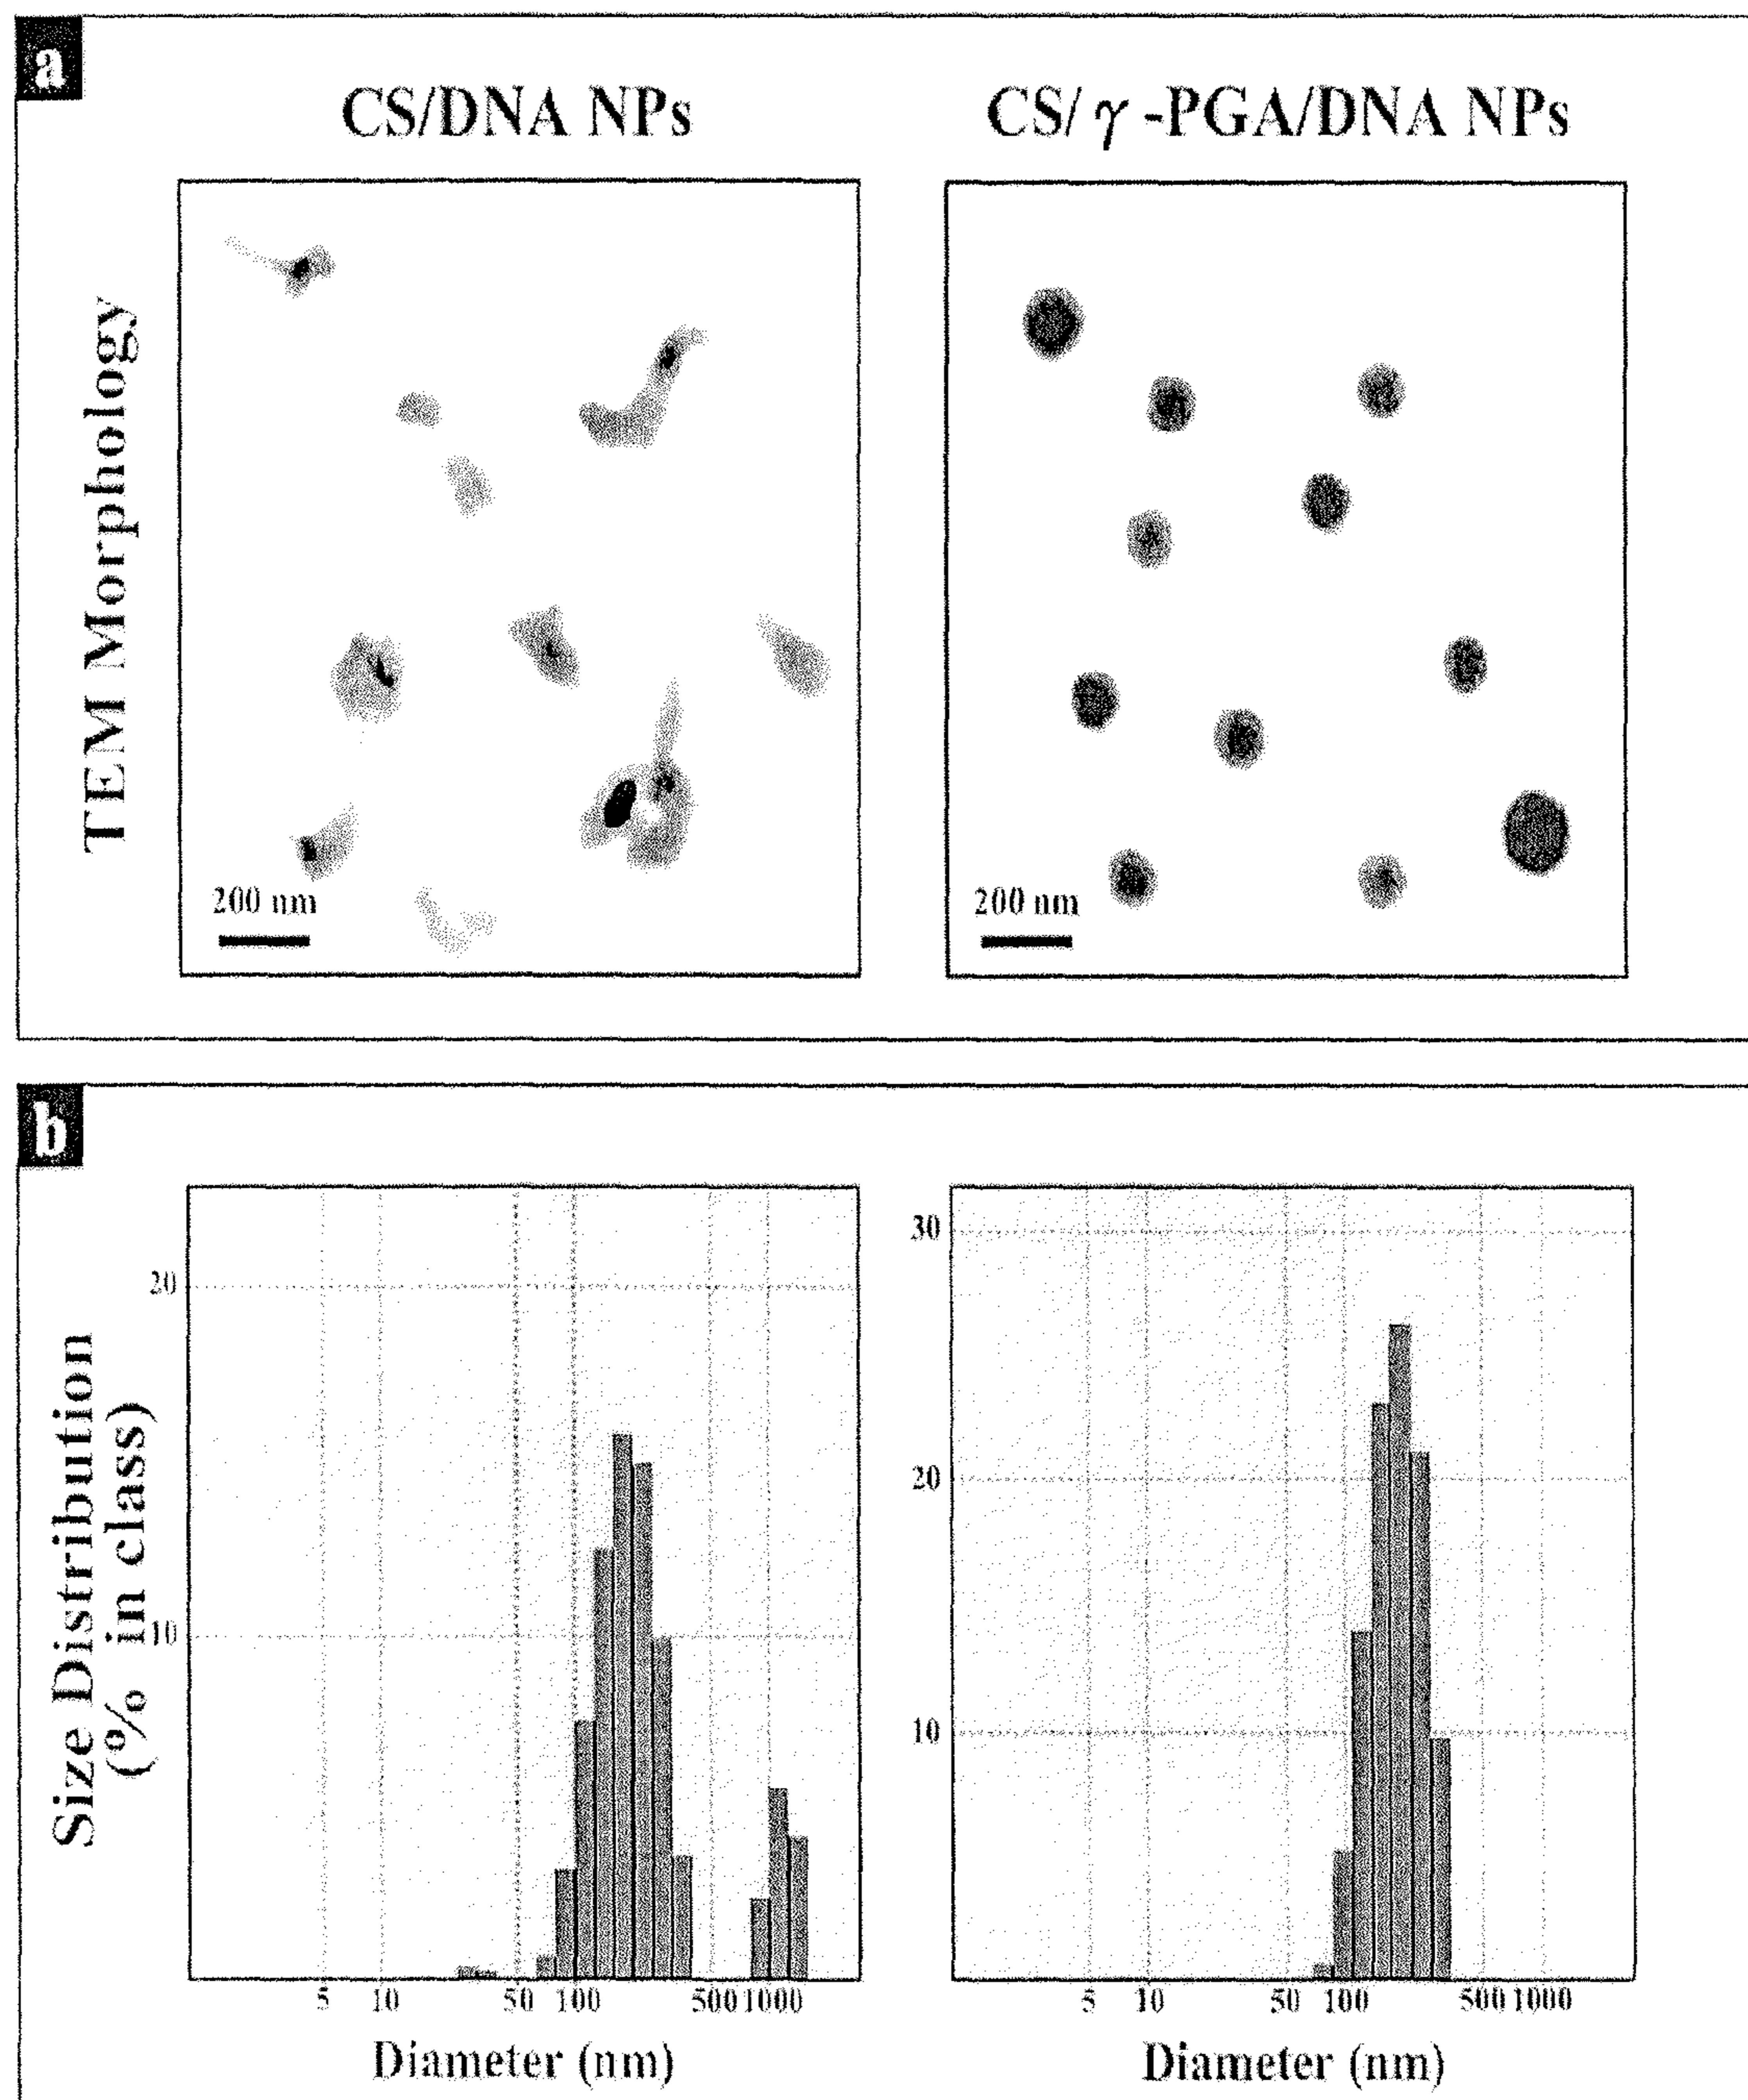 a
CS/DNA NPs
CS/ γ -PGA/DNA NPs
TEM Morphology
200 nm
200 nm
b
Size Distribution
(% in class)
20
10
30
20
10
5 10 50 100 500 1000
5 10 50 100 500 1000
Diameter (nm)
Diameter (nm)